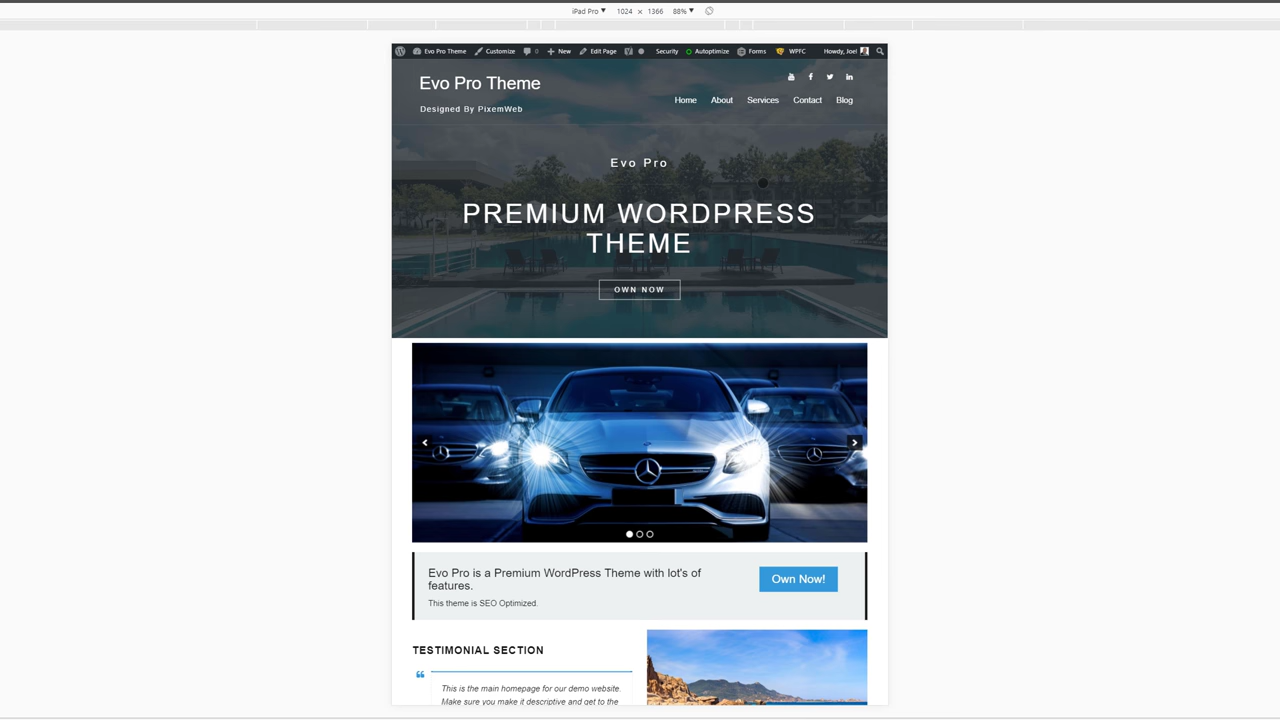 iPad Pro ▼ 1024 × 1366 88% ▼
Evo Pro Theme Customize 0 New Edit Page Security Autoptimize Forms WPFC Howdy, Joel
Evo Pro Theme
Designed By PixemWeb
Home About Services Contact Blog
Evo Pro
PREMIUM WORDPRESS
THEME
OWN NOW
Evo Pro is a Premium WordPress Theme with lot's of
features.
This theme is SEO Optimized.
Own Now!
TESTIMONIAL SECTION
This is the main homepage for our demo website.
Make sure you make it descriptive and get to the